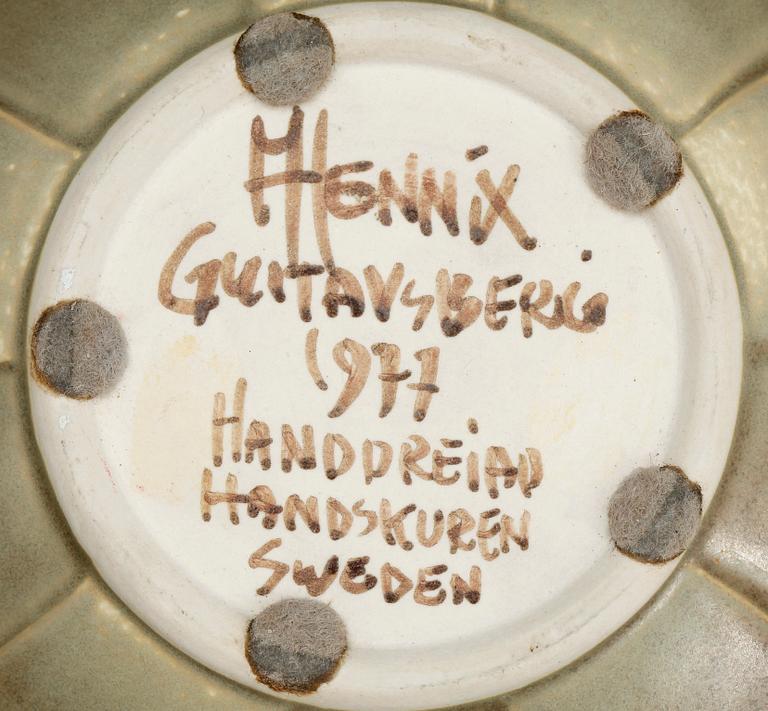 HENNiX
GUSTAVSBERG
1977
HANDDREJAD
HANDSKUREN
SWEDEN